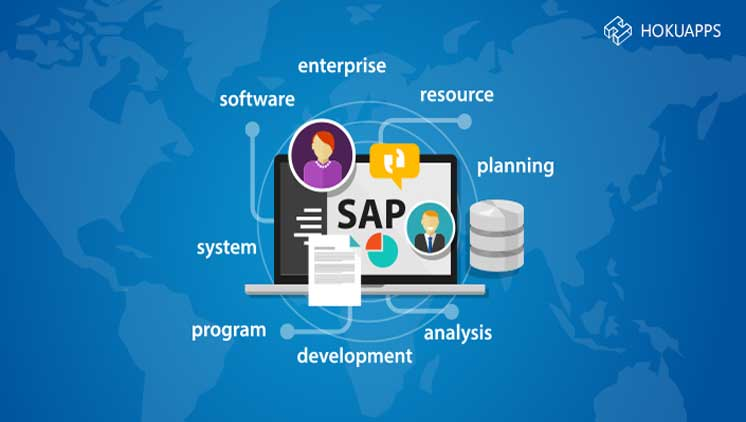 HOKUAPPS
enterprise
software
resource
planning
SAP
system
program
analysis
development